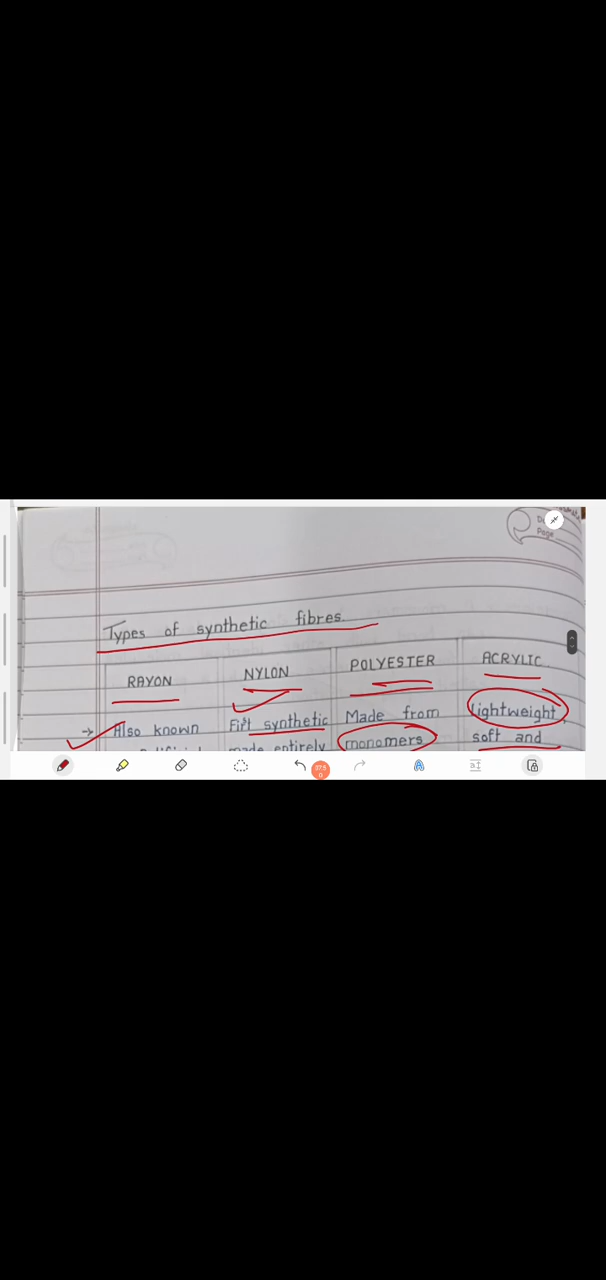 Page
Types of synthetic fibres.
RAYON NYLON POLYESTER ACRYLIC
→ Also known First synthetic Made from lightweight,
made entirely monomers soft and